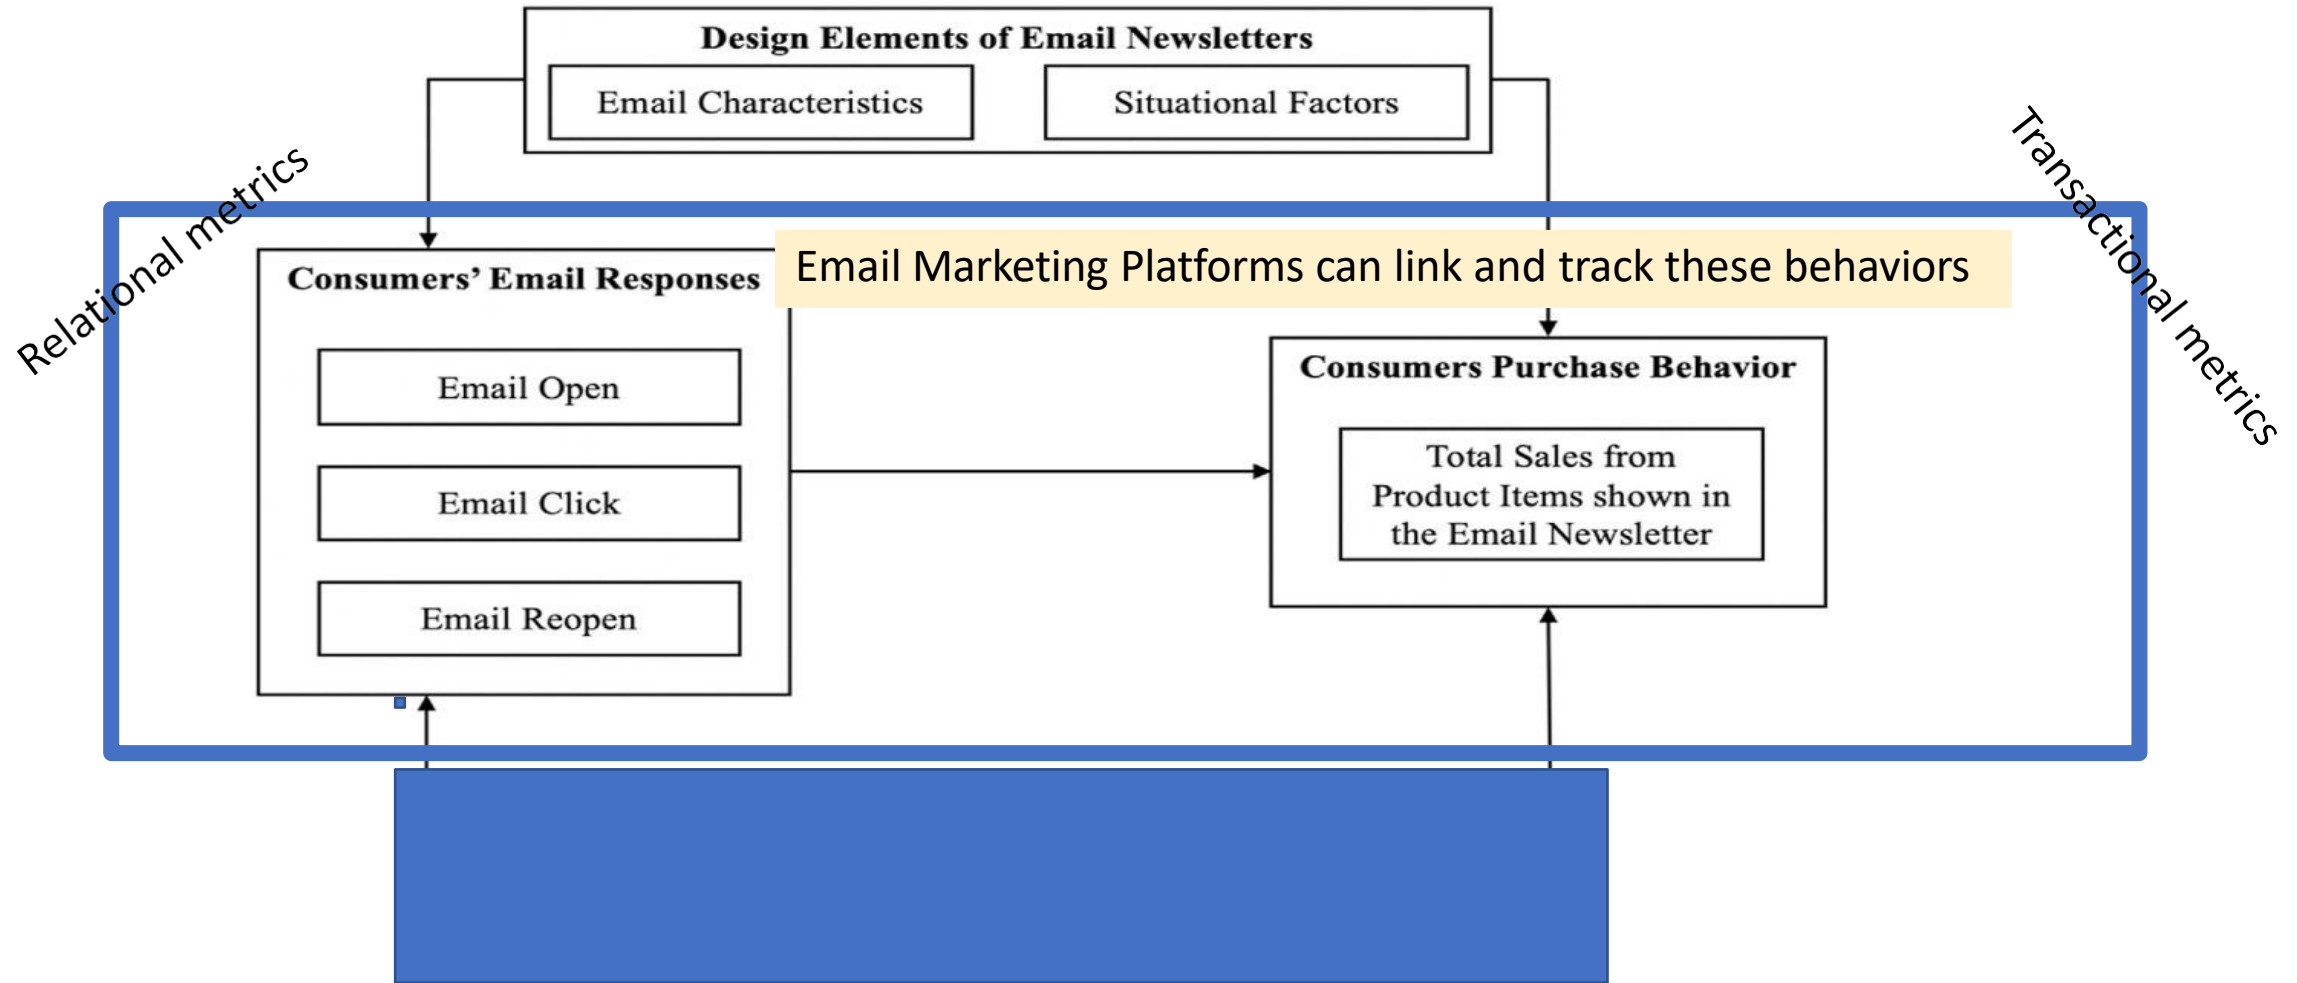 Design Elements of Email Newsletters
Email Characteristics
Situational Factors
Relational metrics
Transactional metrics
Email Marketing Platforms can link and track these behaviors
Consumers’ Email Responses
Email Open
Email Click
Email Reopen
Consumers Purchase Behavior
Total Sales from
Product Items shown in
the Email Newsletter